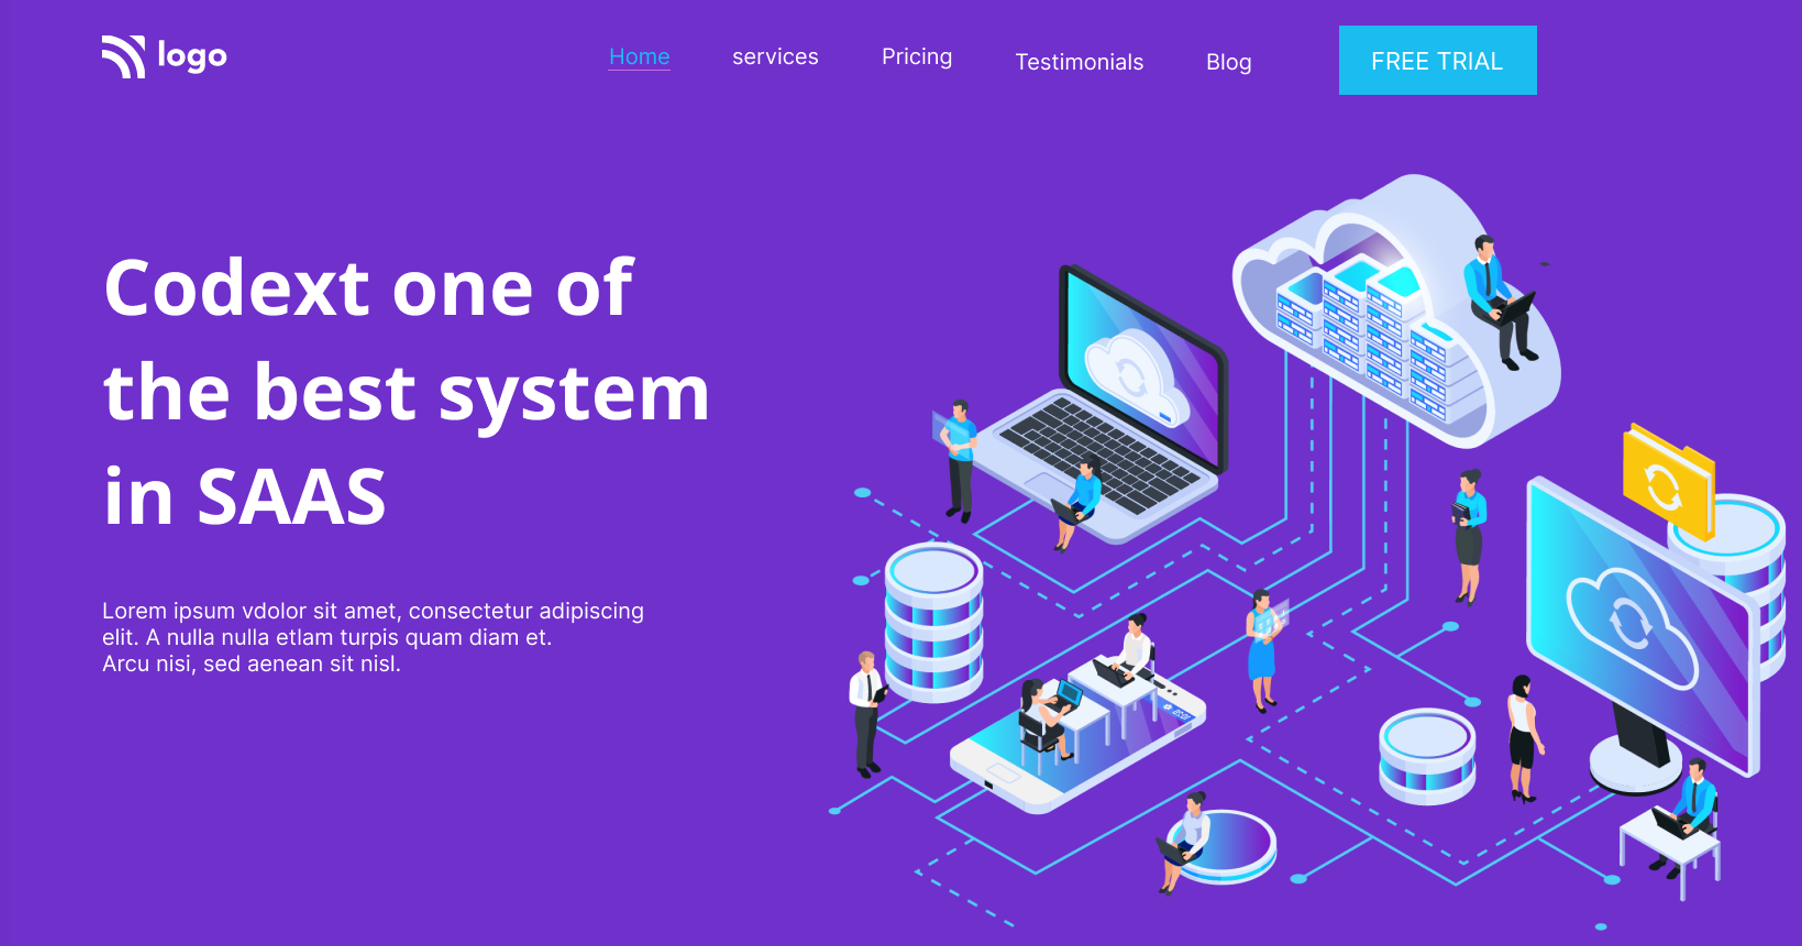 logo
Home
services
Pricing
Testimonials
Blog
FREE TRIAL
Codext one of
the best system
in SAAS
Lorem ipsum vdolor sit amet, consectetur adipiscing
elit. A nulla nulla etlam turpis quam diam et.
Arcu nisi, sed aenean sit nisl.